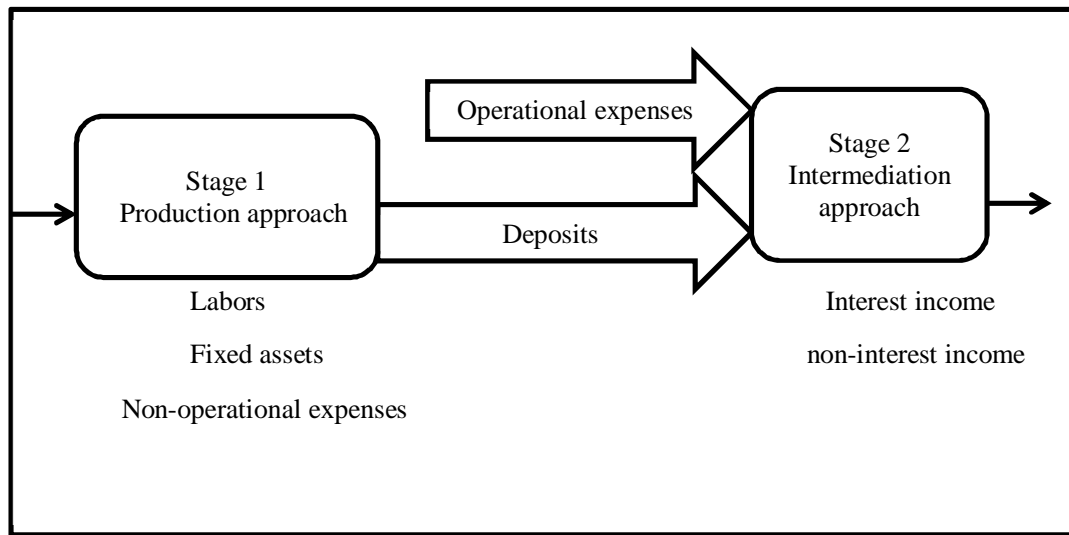 Operational expenses
Stage 1
Production approach
Deposits
Stage 2
Intermediation
approach
Labors
Fixed assets
Non-operational expenses
Interest income
non-interest income